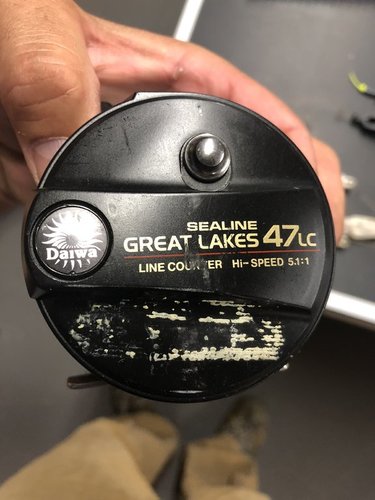 SEALINE
GREAT LAKES 47LC
Daiwa
LINE COUNTER Hi-SPEED 5.1:1